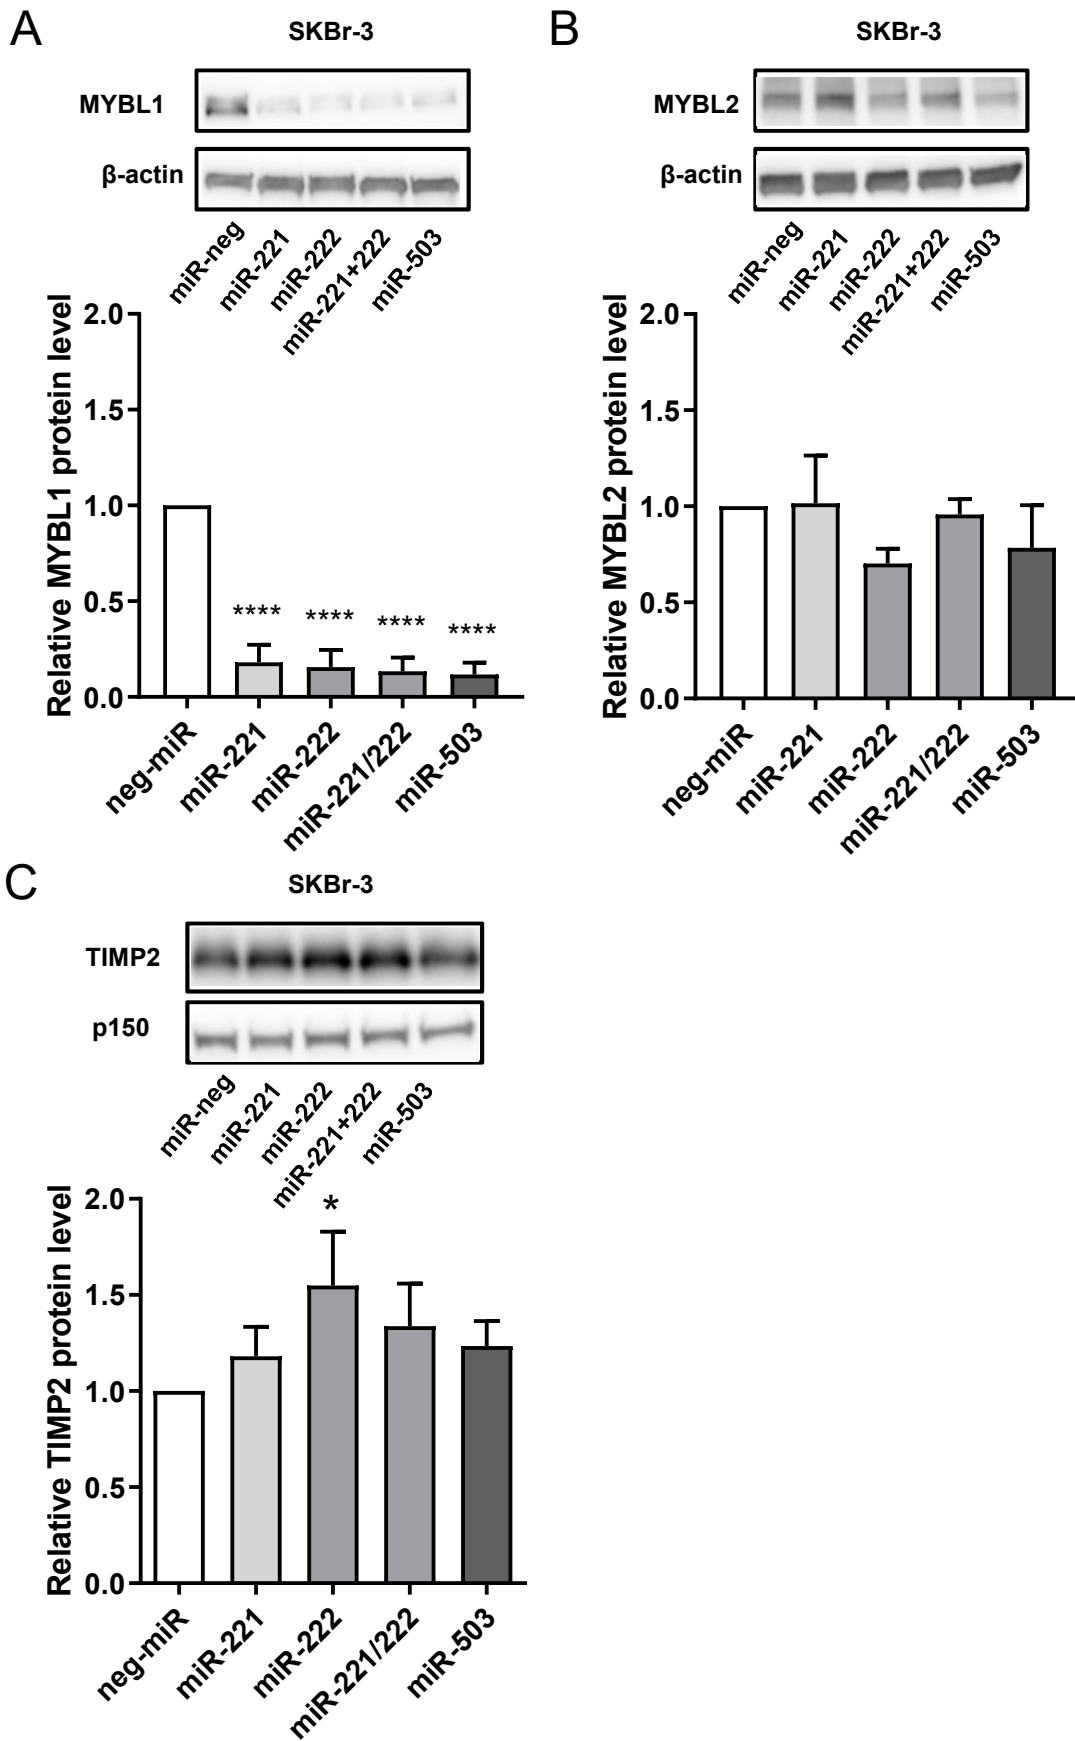 A
SKBr-3
MYBL1
β-actin
miR-neg
miR-221
miR-222
miR-221+222
miR-503
Relative MYBL1 protein level
2.0
1.5
1.0
0.5
0.0
****
****
****
****
neg-miR
miR-221
miR-222
miR-221/222
miR-503
B
SKBr-3
MYBL2
β-actin
miR-neg
miR-221
miR-222
miR-221+222
miR-503
Relative MYBL2 protein level
2.0
1.5
1.0
0.5
0.0
neg-miR
miR-221
miR-222
miR-221/222
miR-503
C
SKBr-3
TIMP2
p150
miR-neg
miR-221
miR-222
miR-221+222
miR-503
Relative TIMP2 protein level
2.0
1.5
1.0
0.5
0.0
*
neg-miR
miR-221
miR-222
miR-221/222
miR-503